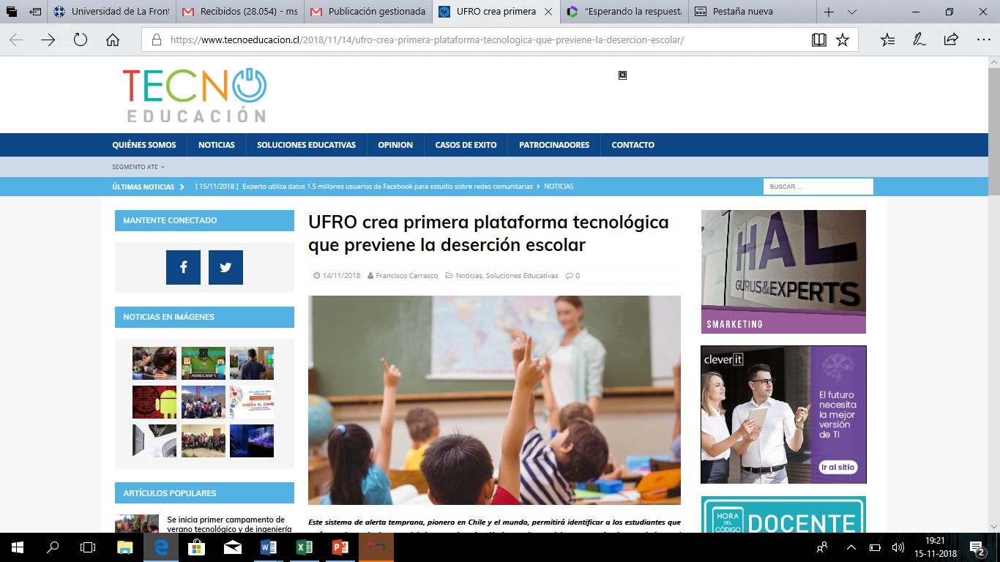 Universidad de La Front
Recibidos (28.054) - ms
Publicación gestionada
UFRO crea primera
"Esperando la respuest
Pestaña nueva
https://www.tecnoeducacion.cl/2018/11/14/ufro-crea-primera-plataforma-tecnologica-que-previene-la-desercion-escolar/
TECNO
EDUCACIÓN
QUIÉNES SOMOS
NOTICIAS
SOLUCIONES EDUCATIVAS
OPINION
CASOS DE EXITO
PATROCINADORES
CONTACTO
SEGMENTO ATE
ÚLTIMAS NOTICIAS
[ 15/11/2018 ] Experto utiliza datos 1.5 millones usuarios de Facebook para estudio sobre redes comunitarias
NOTICIAS
BUSCAR ...
MANTENTE CONECTADO
NOTICIAS EN IMÁGENES
MINECRAFT
DISEÑA EL CAMB
ARTÍCULOS POPULARES
Se inicia primer campamento de
verano tecnológico y de ingeniería
UFRO crea primera plataforma tecnológica
que previene la deserción escolar
14/11/2018 Francisco Carrasco Noticias, Soluciones Educativas 0
Este sistema de alerta temprana, pionero en Chile y el mundo, permitirá identificar a los estudiantes que
HAL
GURUS&EXPERTS
SMARKETING
cleverit
El futuro
necesita
la mejor
versión
de TI
Ir al sitio
HORA
DEL
CÓDIGO
DOCENTE
19:21
15-11-2018
2